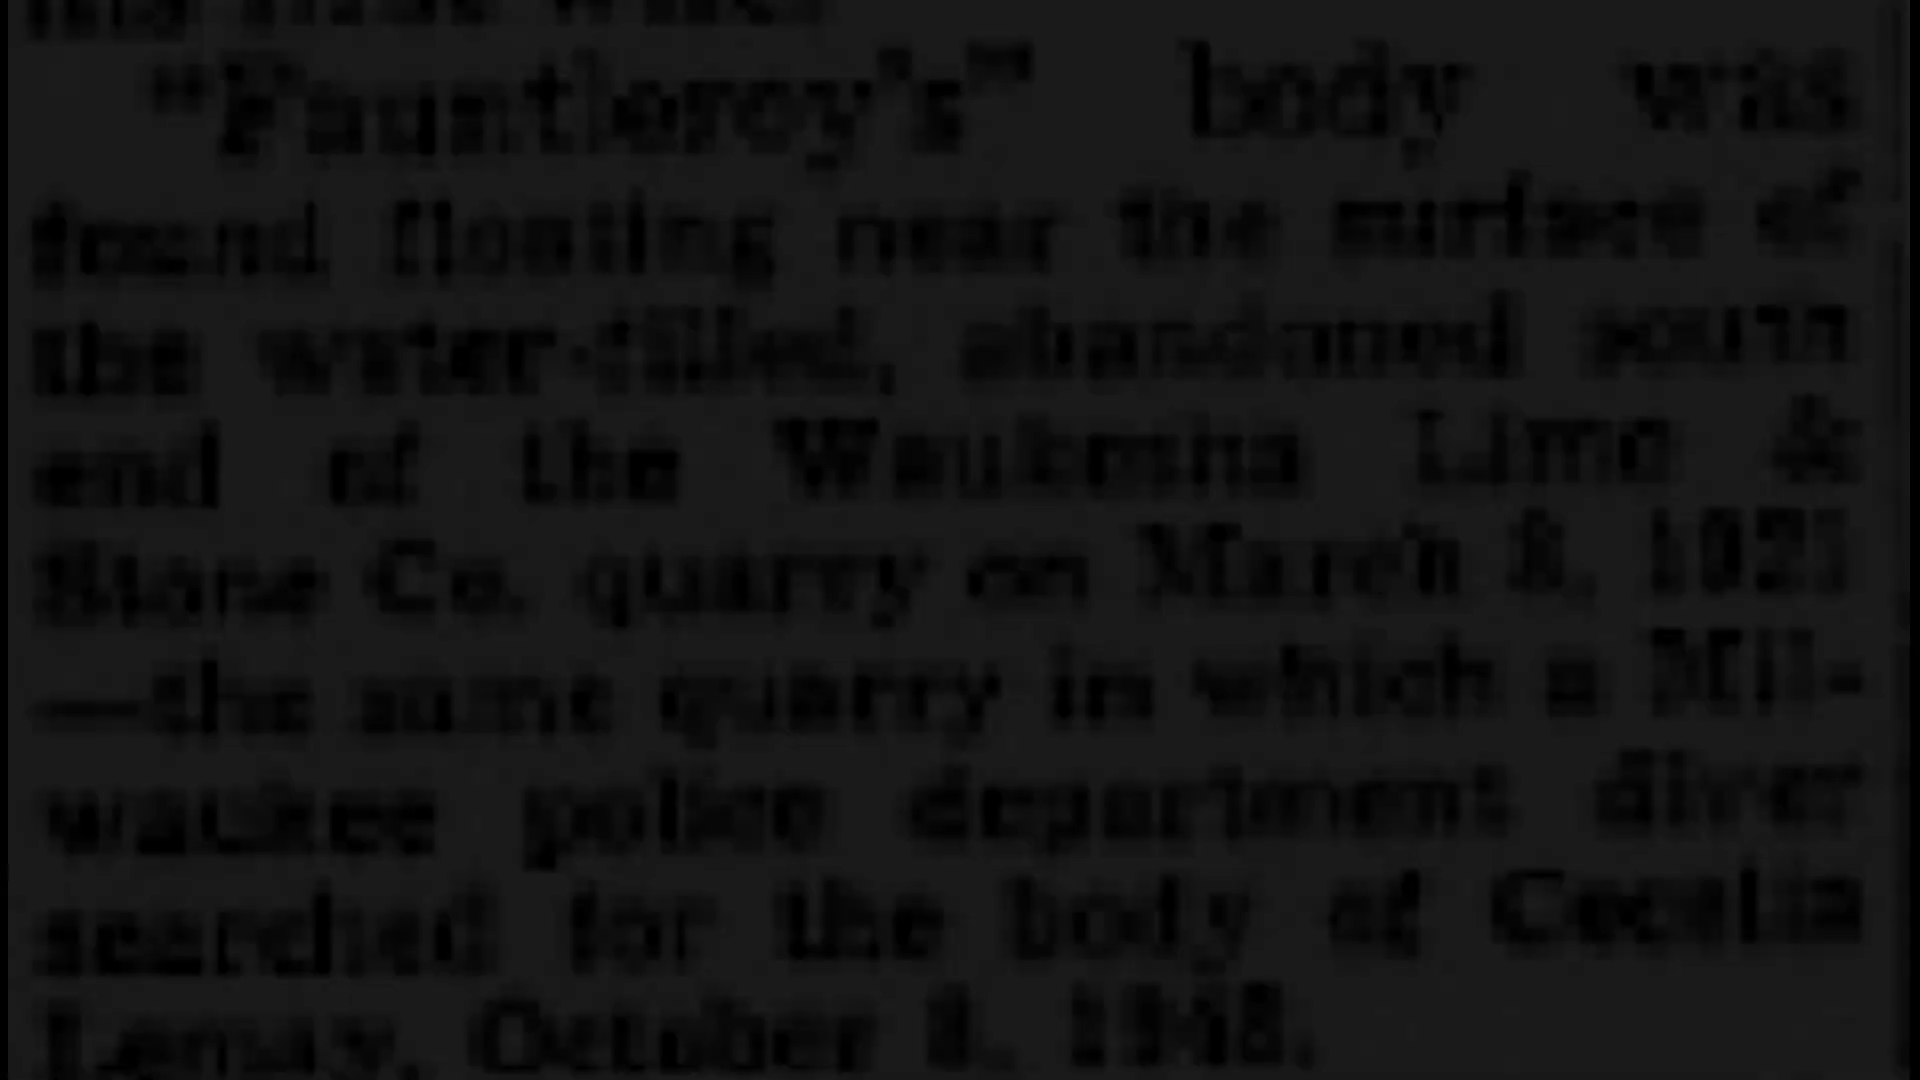 "Fauntleroy's" body was
found floating near the surface of
the water-filled, abandoned south
end of the Waukesha Lime &
Stone Co. quarry on March 8, 1921
—the same quarry in which a Mil-
waukee police department diver
searched for the body of Cecelia
Lemay, October 8, 1948.